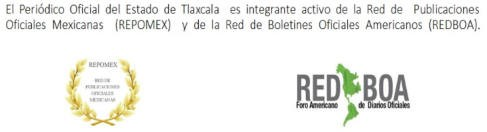 El Periódico Oficial del Estado de Tlaxcala es integrante activo de la Red de Publicaciones
Oficiales Mexicanas (REPOMEX) y de la Red de Boletines Oficiales Americanos (REDBOA).
REPOMEX
RED DE
PUBLICACIONES
OFICIALES
MEXICANAS
RED BOA
Foro Americano de Diarios Oficiales